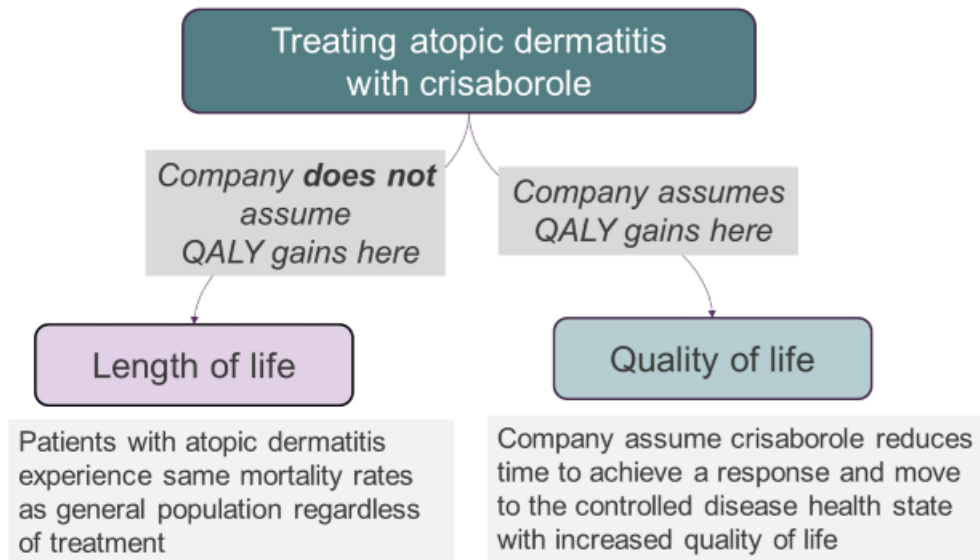 Treating atopic dermatitis
with crisaborole
Company does not
assume
QALY gains here
Company assumes
QALY gains here
Length of life
Quality of life
Patients with atopic dermatitis
experience same mortality rates
as general population regardless
of treatment
Company assume crisaborole reduces
time to achieve a response and move
to the controlled disease health state
with increased quality of life